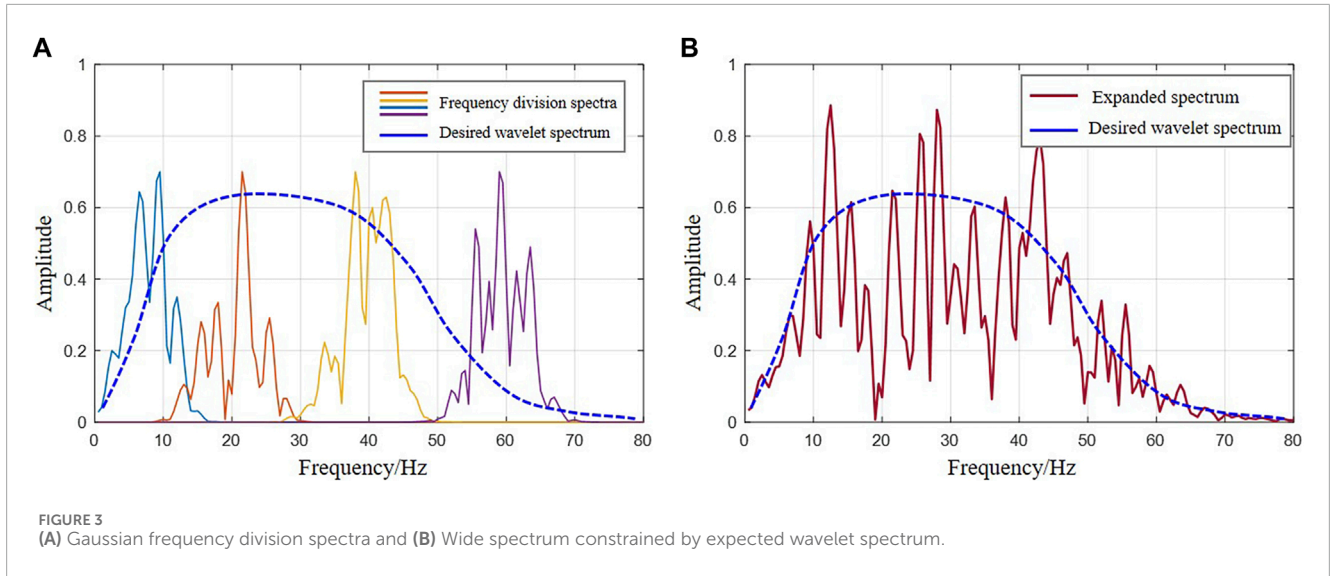 A
1
0.8
0.6
0.4
0.2
0
Amplitude
Frequency division spectra
Desired wavelet spectrum
0 10 20 30 40 50 60 70 80
Frequency/Hz
B
1
0.8
0.6
0.4
0.2
0
Amplitude
Expanded spectrum
Desired wavelet spectrum
0 10 20 30 40 50 60 70 80
Frequency/Hz
FIGURE 3
(A) Gaussian frequency division spectra and (B) Wide spectrum constrained by expected wavelet spectrum.